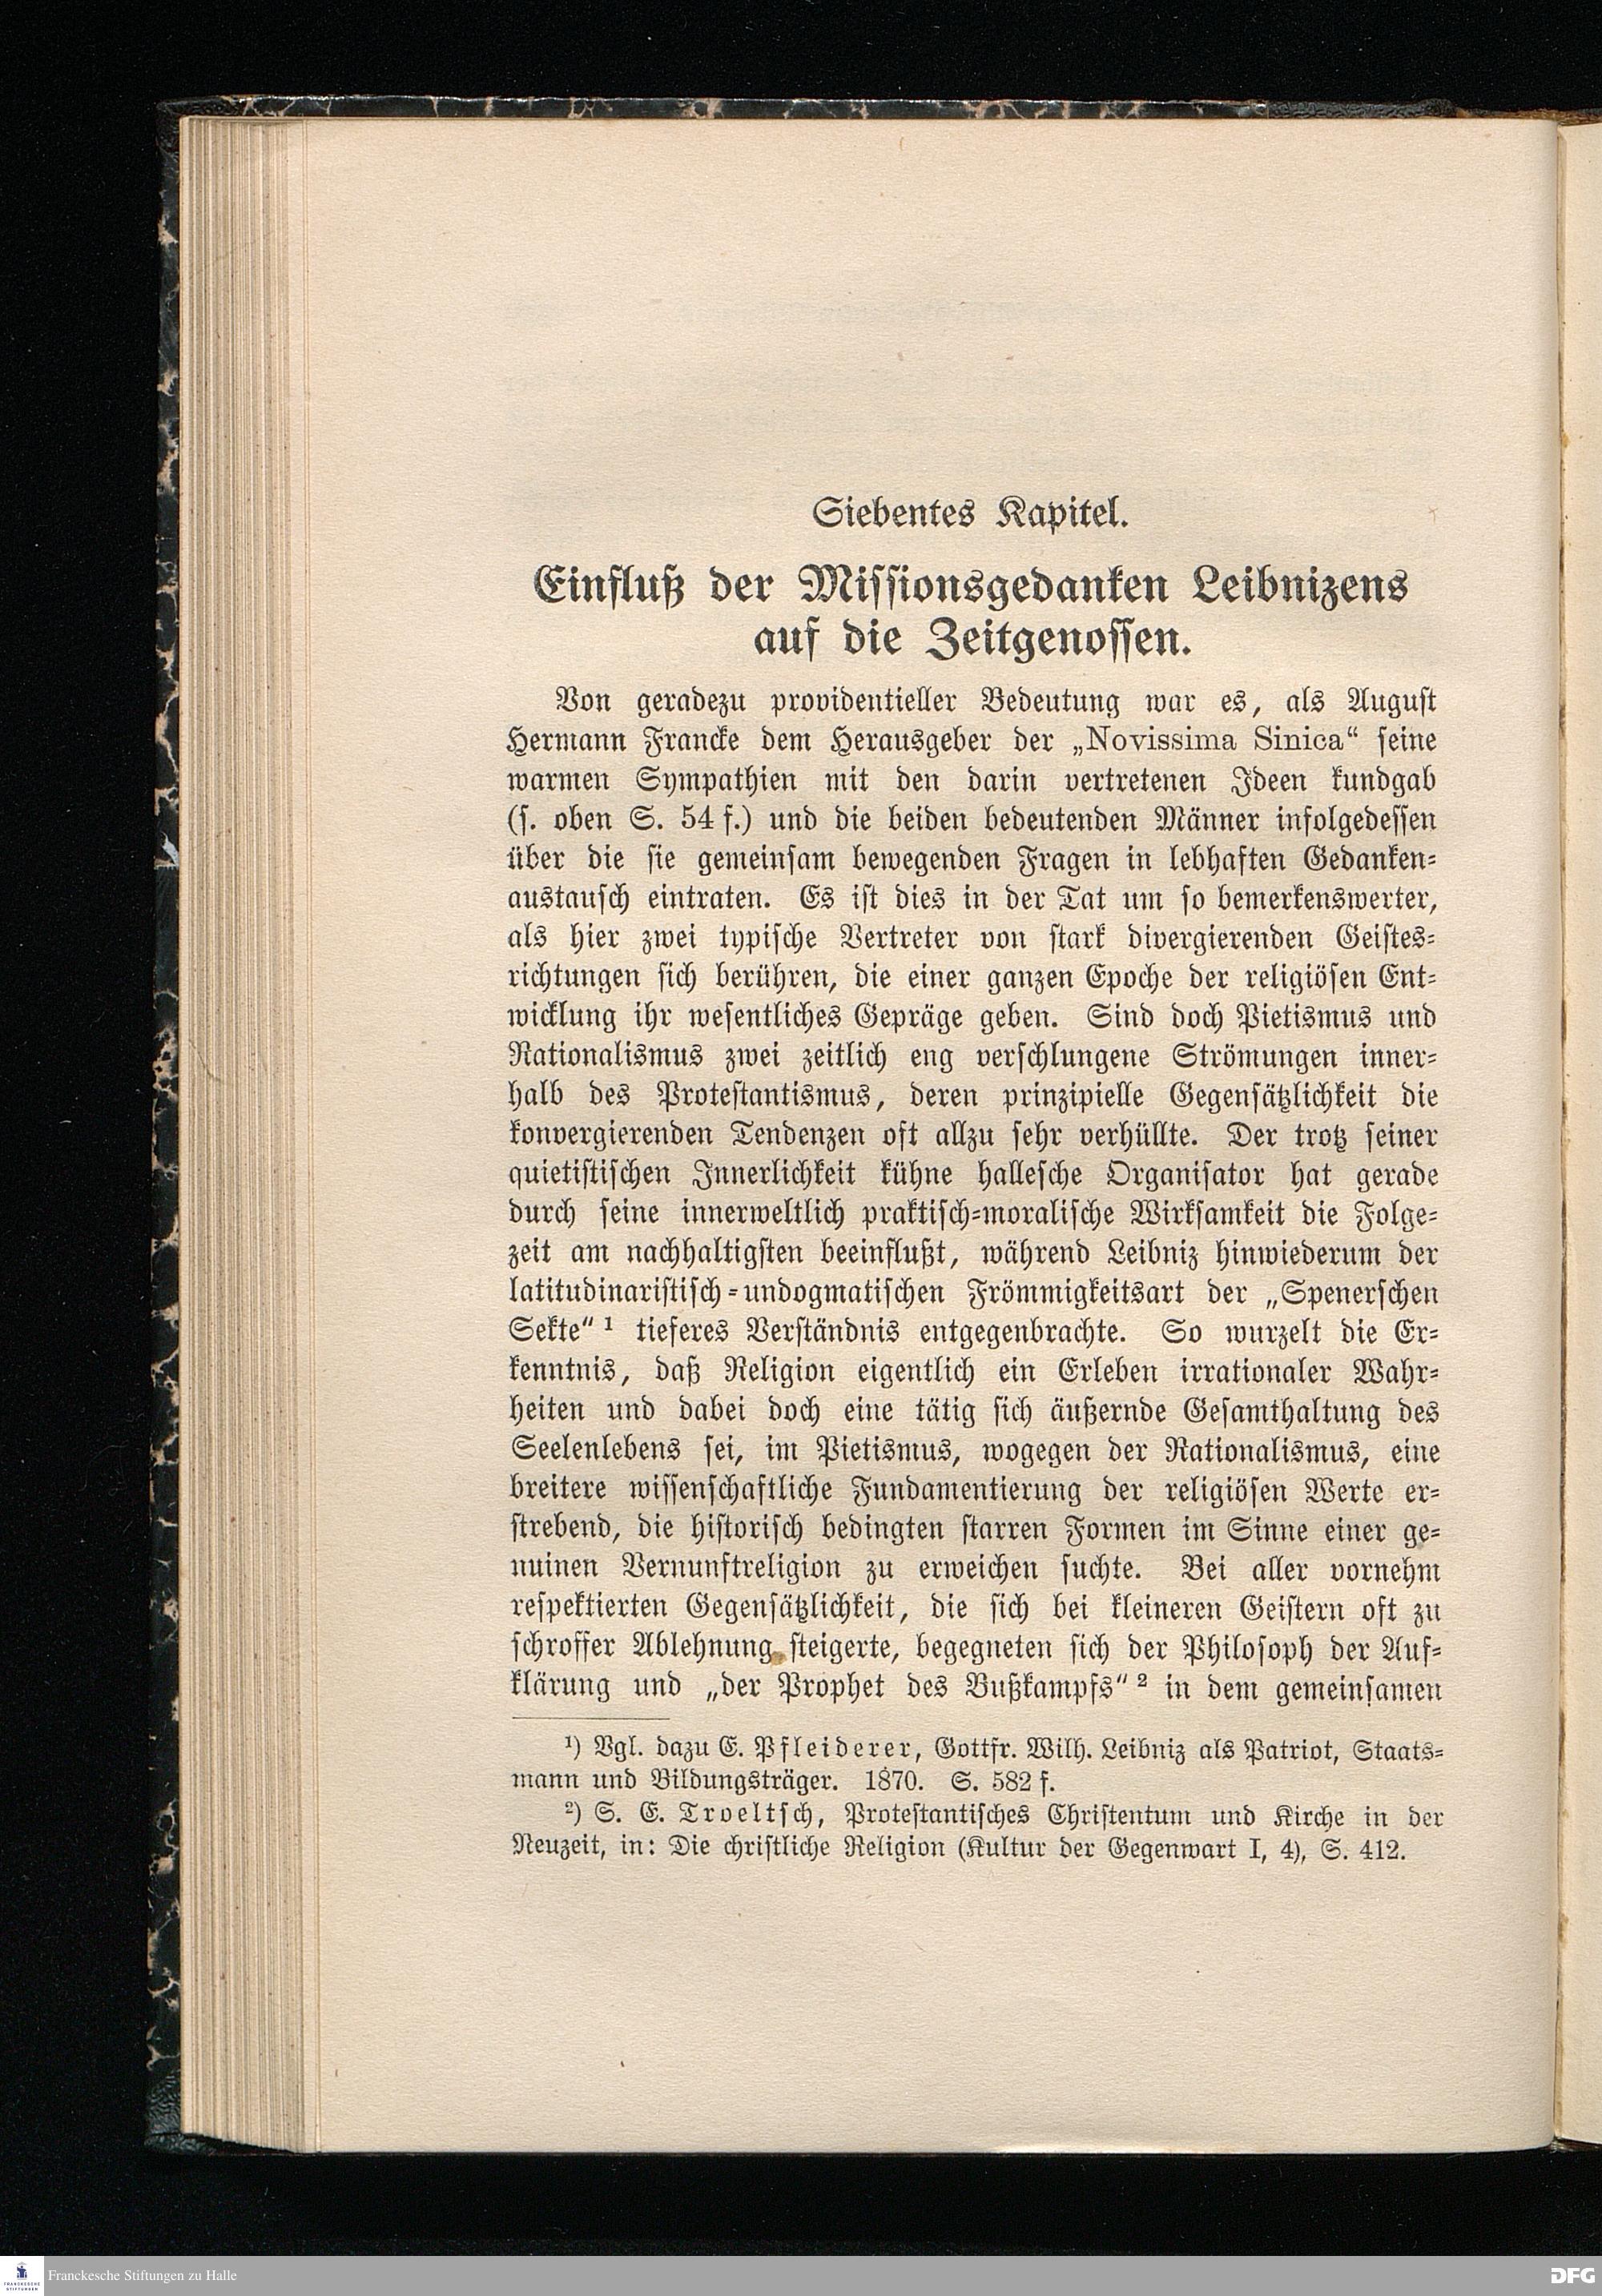 Siebentes Kapitel.
Einfluß der Missionsgedanken Leibnizens
auf die Zeitgenossen.
Von geradezu providentieller Bedeutung war es, als August
Hermann Francke dem Herausgeber der „Novissima Sinica“ seine
warmen Sympathien mit den darin vertretenen Ideen kundgab
(s. oben S. 54 f.) und die beiden bedeutenden Männer infolgedessen
über die sie gemeinsam bewegenden Fragen in lebhaften Gedanken-
austausch eintraten. Es ist dies in der Tat um so bemerkenswerter,
als hier zwei typische Vertreter von stark divergierenden Geistes-
richtungen sich berühren, die einer ganzen Epoche der religiösen Ent-
wicklung ihr wesentliches Gepräge geben. Sind doch Pietismus und
Rationalismus zwei zeitlich eng verschlungene Strömungen inner-
halb des Protestantismus, deren prinzipielle Gegensätzlichkeit die
konvergierenden Tendenzen oft allzu sehr verhüllte. Der trotz seiner
quietistischen Innerlichkeit kühne hallesche Organisator hat gerade
durch seine innerweltlich praktisch-moralische Wirksamkeit die Folge-
zeit am nachhaltigsten beeinflußt, während Leibniz hinwiederum der
latitudinaristisch-undogmatischen Frömmigkeitsart der „Spenerschen
Sekte“ ¹ tieferes Verständnis entgegenbrachte. So wurzelt die Er-
kenntnis, daß Religion eigentlich ein Erleben irrationaler Wahr-
heiten und dabei doch eine tätig sich äußernde Gesamthaltung des
Seelenlebens sei, im Pietismus, wogegen der Rationalismus, eine
breitere wissenschaftliche Fundamentierung der religiösen Werte er-
strebend, die historisch bedingten starren Formen im Sinne einer ge-
nuinen Vernunftreligion zu erweichen suchte. Bei aller vornehm
respektierten Gegensätzlichkeit, die sich bei kleineren Geistern oft zu
schroffer Ablehnung steigerte, begegneten sich der Philosoph der Auf-
klärung und „der Prophet des Bußkampfs“ ² in dem gemeinsamen
¹) Vgl. dazu E. Pfleiderer, Gottfr. Wilh. Leibniz als Patriot, Staats-
mann und Bildungsträger. 1870. S. 582 f.
²) S. E. Troeltsch, Protestantisches Christentum und Kirche in der
Neuzeit, in: Die christliche Religion (Kultur der Gegenwart I, 4), S. 412.
FRANCKESCHE
STIFTUNGEN
Franckesche Stiftungen zu Halle
DFG